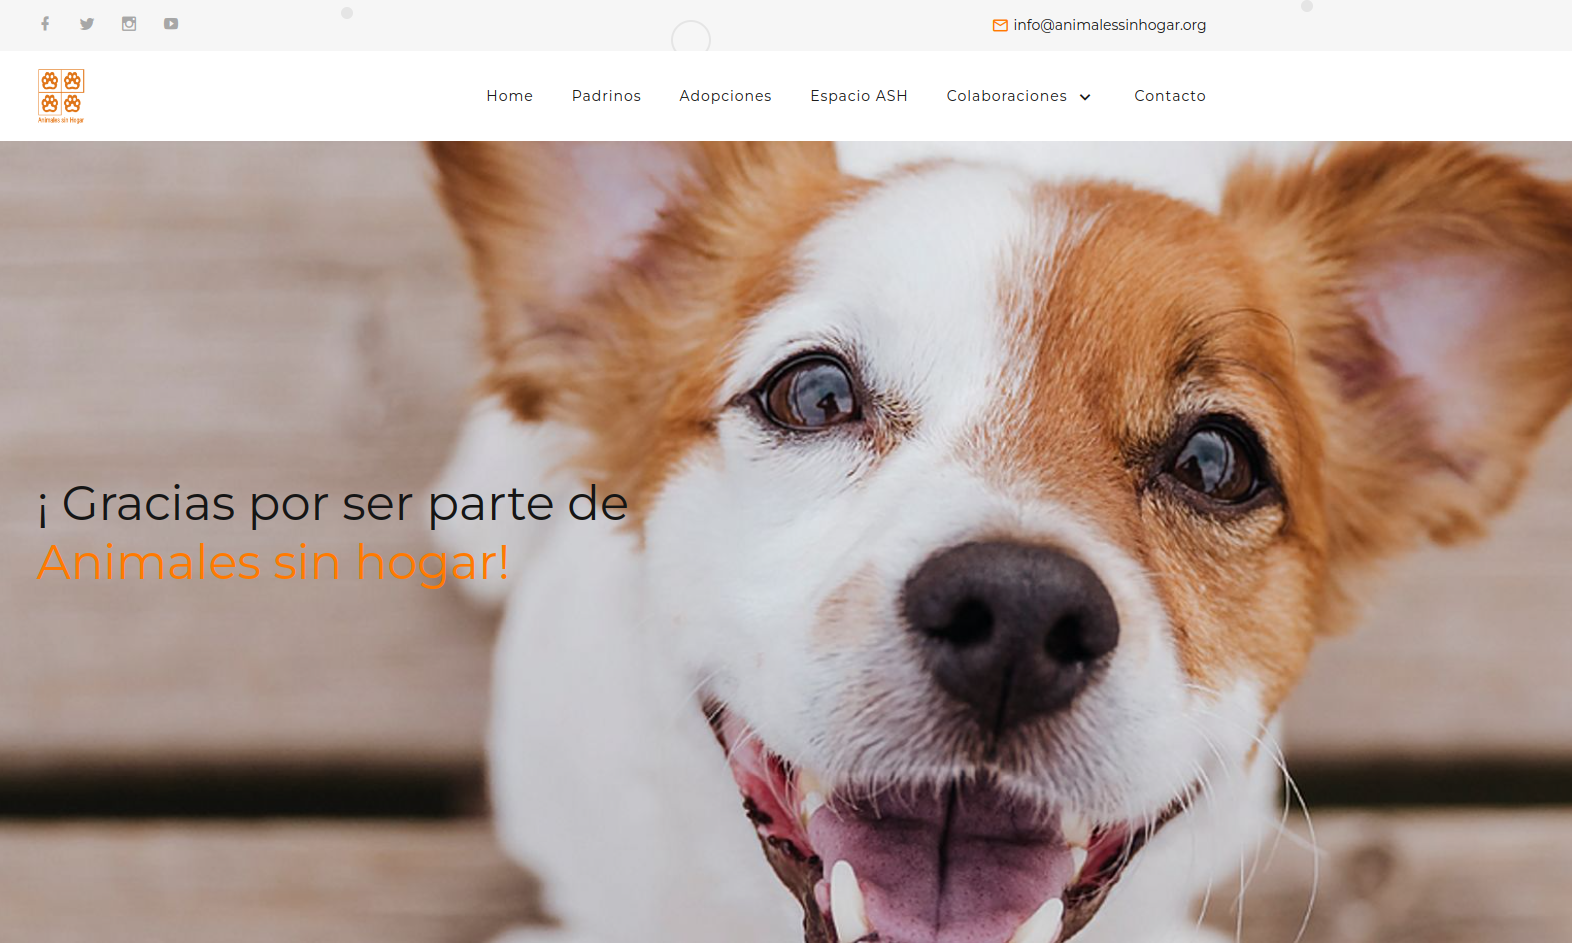 info@animalessinhogar.org
Animales sin Hogar
Home Padrinos Adopciones Espacio ASH Colaboraciones Contacto
¡ Gracias por ser parte de
Animales sin hogar!